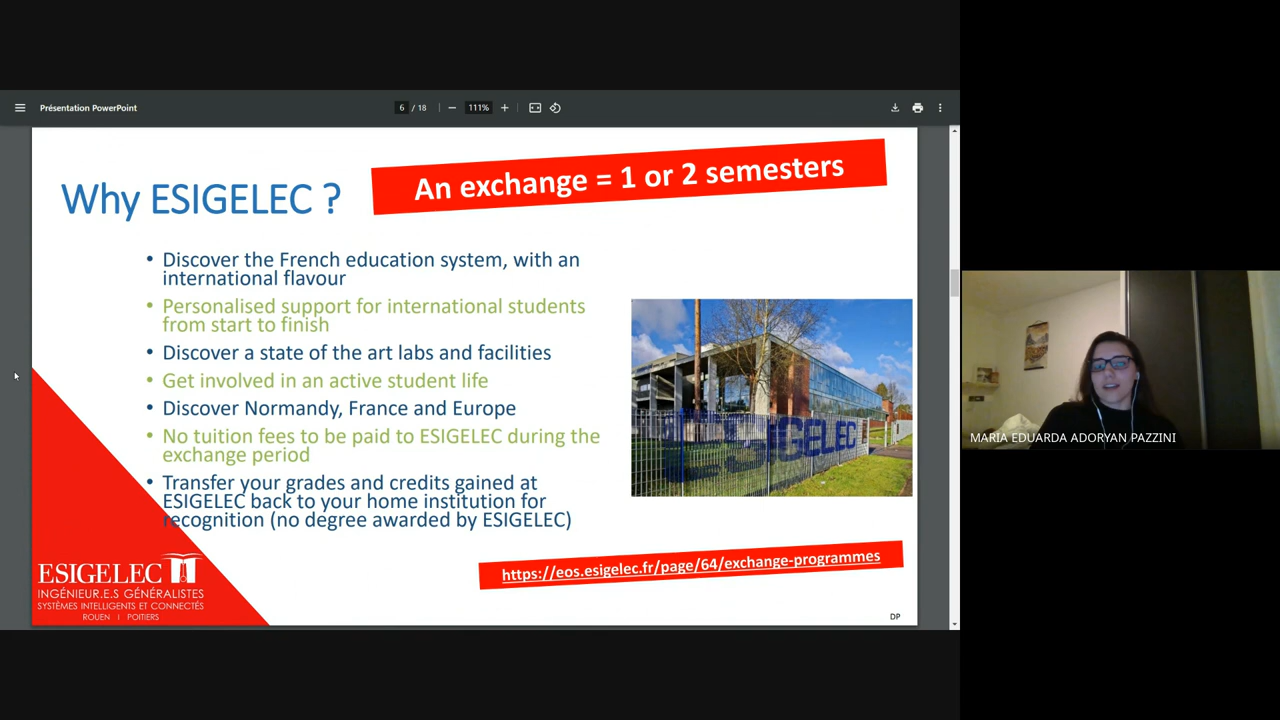 Présentation PowerPoint
6 / 18
111%
An exchange = 1 or 2 semesters
Why ESIGELEC ?
• Discover the French education system, with an
international flavour
• Personalised support for international students
from start to finish
• Discover a state of the art labs and facilities
• Get involved in an active student life
• Discover Normandy, France and Europe
• No tuition fees to be paid to ESIGELEC during the
exchange period
• Transfer your grades and credits gained at
ESIGELEC back to your home institution for
recognition (no degree awarded by ESIGELEC)
ESIGELEC
https://eos.esigelec.fr/page/64/exchange-programmes
ESIGELEC
INGÉNIEUR.E.S GÉNÉRALISTES
SYSTÈMES INTELLIGENTS ET CONNECTÉS
ROUEN | POITIERS
DP
MARIA EDUARDA ADORYAN PAZZINI